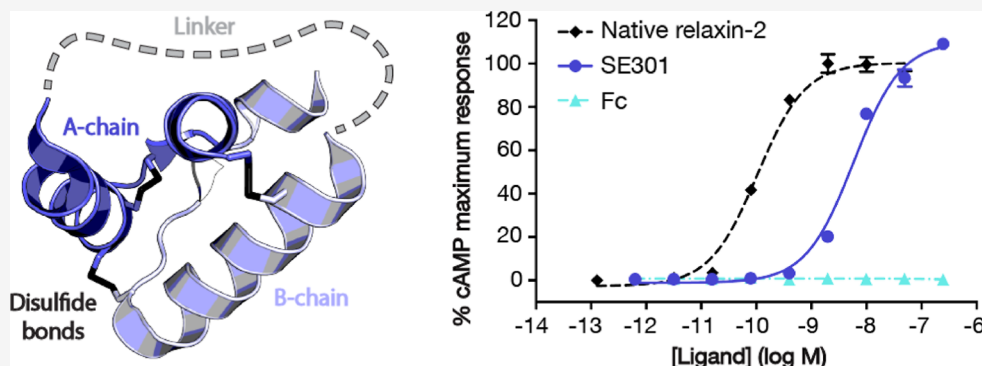 Linker
A-chain
Disulfide
bonds
B-chain
% cAMP maximum response
120
100
80
60
40
20
0
Native relaxin-2
SE301
Fc
-14 -13 -12 -11 -10 -9 -8 -7 -6
[Ligand] (log M)